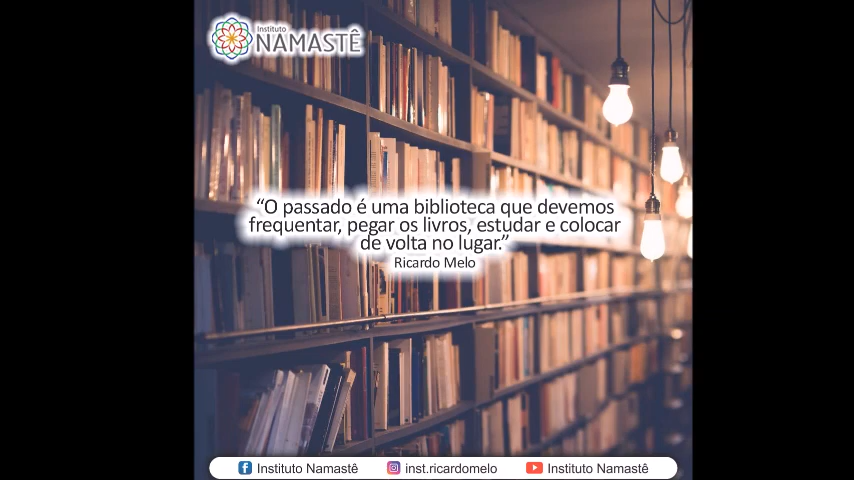 Instituto
NAMASTÊ
“O passado é uma biblioteca que devemos
frequentar, pegar os livros, estudar e colocar
de volta no lugar.”
Ricardo Melo
Instituto Namastê inst.ricardomelo Instituto Namastê